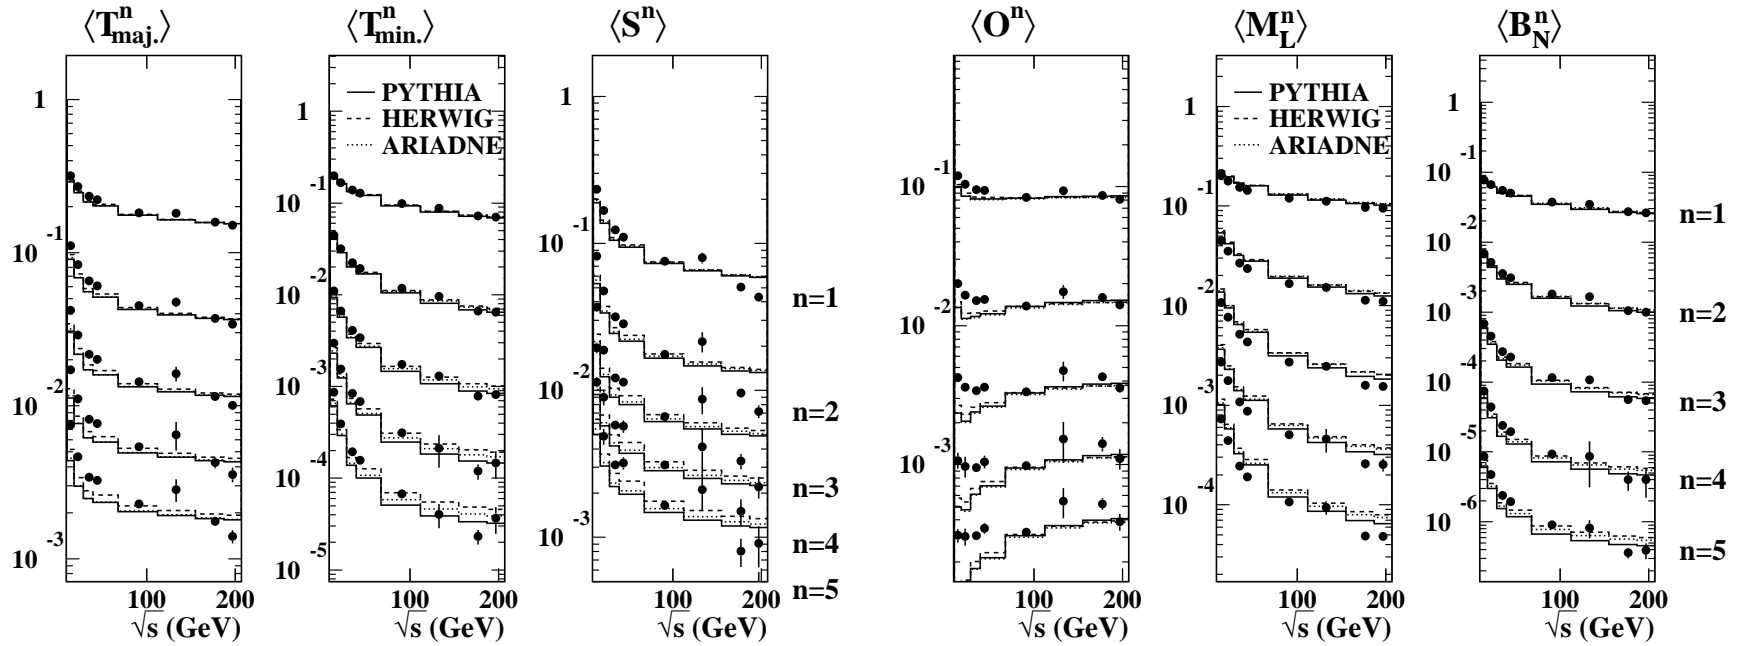 ⟨T^n_maj.⟩ ⟨T^n_min.⟩ ⟨S^n⟩ ⟨O^n⟩ ⟨M_L^n⟩ ⟨B_N^n⟩
1 10^-1 10^-2 10^-3
100 200
√s (GeV)
PYTHIA
HERWIG
ARIADNE
1 10^-1 10^-2 10^-3 10^-4 10^-5
100 200
√s (GeV)
1 10^-1 10^-2 10^-3
100 200
√s (GeV)
n=1
n=2
n=3
n=4
n=5
10^-1 10^-2 10^-3
100 200
√s (GeV)
PYTHIA
HERWIG
ARIADNE
1 10^-1 10^-2 10^-3 10^-4
100 200
√s (GeV)
1 10^-1 10^-2 10^-3 10^-4 10^-5 10^-6
100 200
√s (GeV)
n=1
n=2
n=3
n=4
n=5